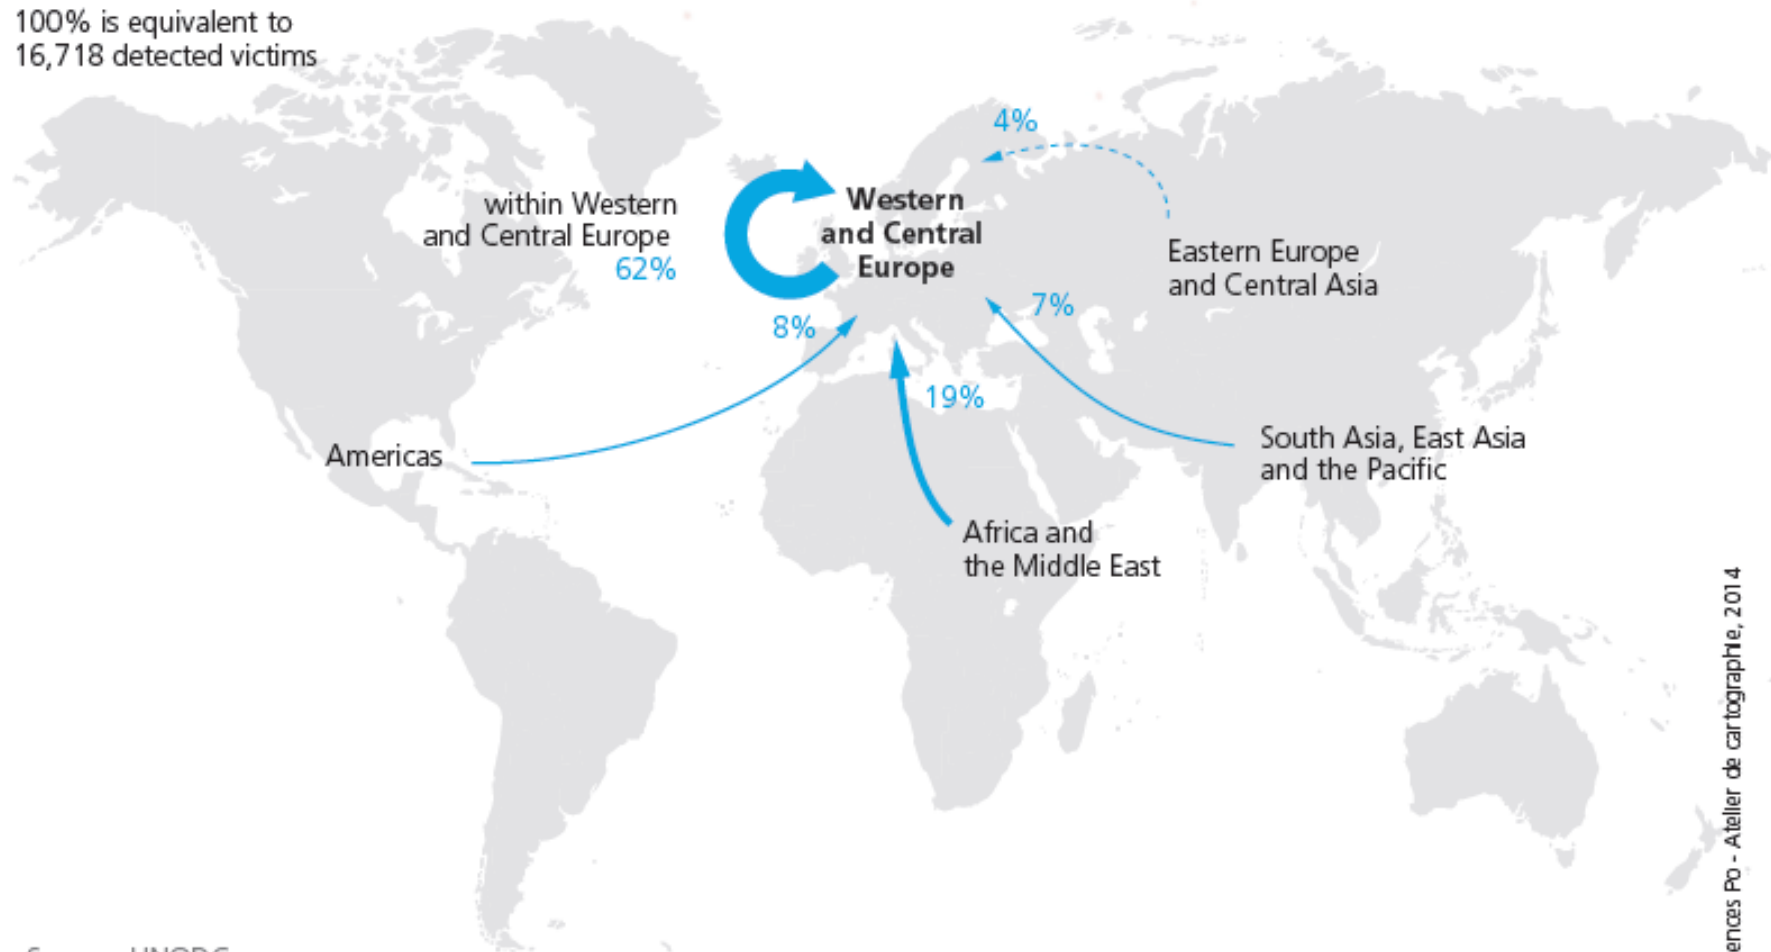 100% is equivalent to
16,718 detected victims
4%
within Western
and Central Europe
62%
Western
and Central
Europe
Eastern Europe
and Central Asia
7%
8%
19%
Americas
South Asia, East Asia
and the Pacific
Africa and
the Middle East
ences Po - Atelier de cartographie, 2014